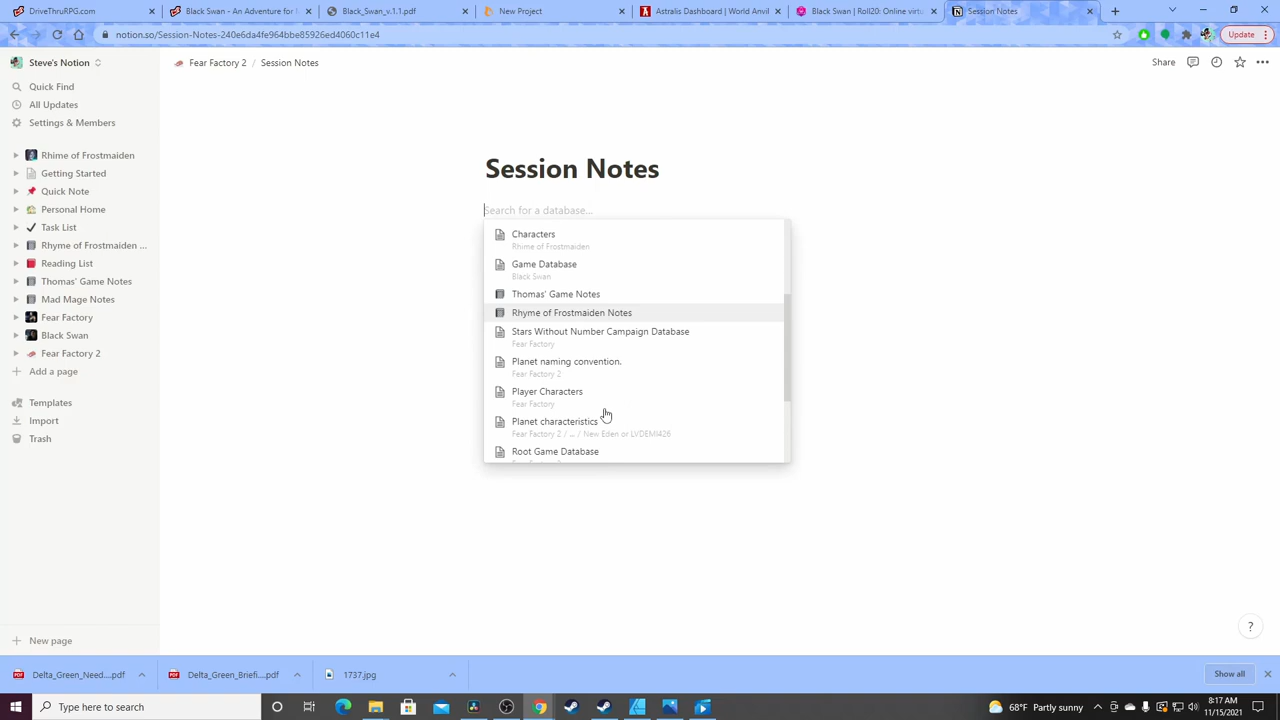 DriveThruRPG.com
Black Swan - An Adventure for
Black_Swan_v.1.1.pdf
New Project
Astralis Dashboard | World Anvil
Black Swan | Roll20: Online virtu
Session Notes
notion.so/Session-Notes-240e6da4fe964bbe85926ed4060c11e4
Update
Steve's Notion
Fear Factory 2 / Session Notes
Share
Quick Find
All Updates
Settings & Members
Rhime of Frostmaiden
Getting Started
Quick Note
Personal Home
Task List
Rhyme of Frostmaiden ...
Reading List
Thomas' Game Notes
Mad Mage Notes
Fear Factory
Black Swan
Fear Factory 2
Add a page
Templates
Import
Trash
New page
Session Notes
Search for a database...
Characters
Rhime of Frostmaiden
Game Database
Black Swan
Thomas' Game Notes
Rhyme of Frostmaiden Notes
Stars Without Number Campaign Database
Fear Factory
Planet naming convention.
Fear Factory 2
Player Characters
Fear Factory
Planet characteristics
Fear Factory 2 / ... / New Eden or LVDEMI426
Root Game Database
?
Delta_Green_Need....pdf
Delta_Green_Briefi....pdf
1737.jpg
Show all
Type here to search
68°F Partly sunny
8:17 AM
11/15/2021